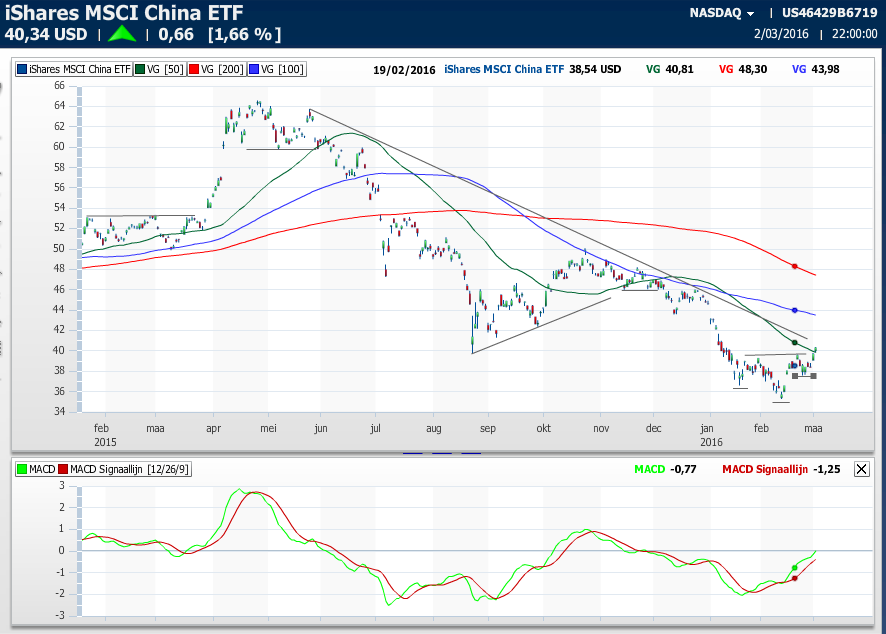 iShares MSCI China ETF
NASDAQ | US46429B6719
40,34 USD | | 0,66 [1,66 %]
2/03/2016 | 22:00:00
iShares MSCI China ETF VG [50] VG [200] VG [100]
19/02/2016 iShares MSCI China ETF 38,54 USD VG 40,81 VG 48,30 VG 43,98
66
64
62
60
58
56
54
52
50
48
46
44
42
40
38
36
34
feb maa apr mei jun jul aug sep okt nov dec jan feb maa
2015 2016
MACD MACD Signaallijn [12/26/9]
MACD -0,77 MACD Signaallijn -1,25
3
2
1
0
-1
-2
-3